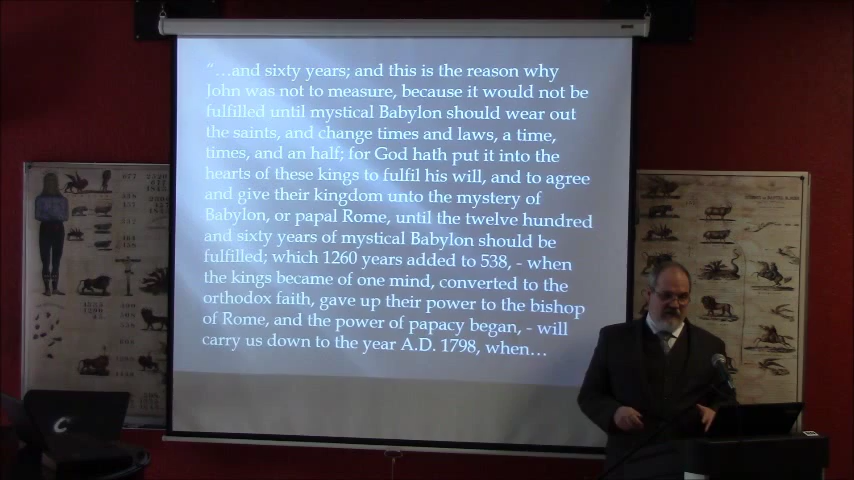 “…and sixty years; and this is the reason why
John was not to measure, because it would not be
fulfilled until mystical Babylon should wear out
the saints, and change times and laws, a time,
times, and an half; for God hath put it into the
hearts of these kings to fulfil his will, and to agree
and give their kingdom unto the mystery of
Babylon, or papal Rome, until the twelve hundred
and sixty years of mystical Babylon should be
fulfilled; which 1260 years added to 538, - when
the kings became of one mind, converted to the
orthodox faith, gave up their power to the bishop
of Rome, and the power of papacy began, - will
carry us down to the year A.D. 1798, when…
677
2520